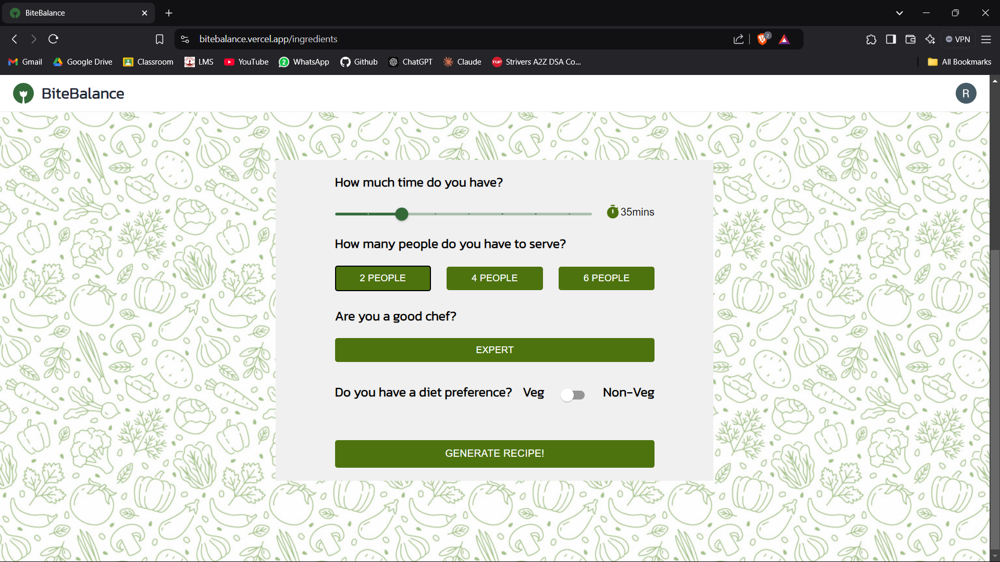 BiteBalance
bitebalance.vercel.app/ingredients
2
VPN
Gmail
Google Drive
Classroom
LMS
YouTube
2
WhatsApp
Github
ChatGPT
Claude
TUF
Strivers A2Z DSA Co...
All Bookmarks
BiteBalance
R
How much time do you have?
35mins
How many people do you have to serve?
2 PEOPLE
4 PEOPLE
6 PEOPLE
Are you a good chef?
EXPERT
Do you have a diet preference? Veg Non-Veg
GENERATE RECIPE!